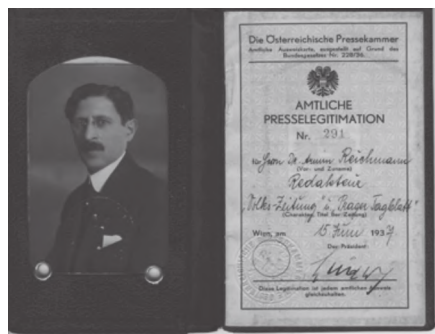 Die Österreichische Pressekammer
Amtliche Ausweiskarte, ausgestellt auf Grund des
Bundesgesetzes Nr. 228/36.
AMTLICHE
PRESSELEGITIMATION
Nr. 291
für Herrn Dr. Armin Reichmann
(Vor- und Zuname)
Redakteur
"Volks-Zeitung" u. "Prager Tagblatt"
(Charakter, Titel der Zeitung)
Wien, am 15. Juni 1937
Der Präsident:
Diese Legitimation ist jedem amtlichen Ausweis
gleichzuhalten.